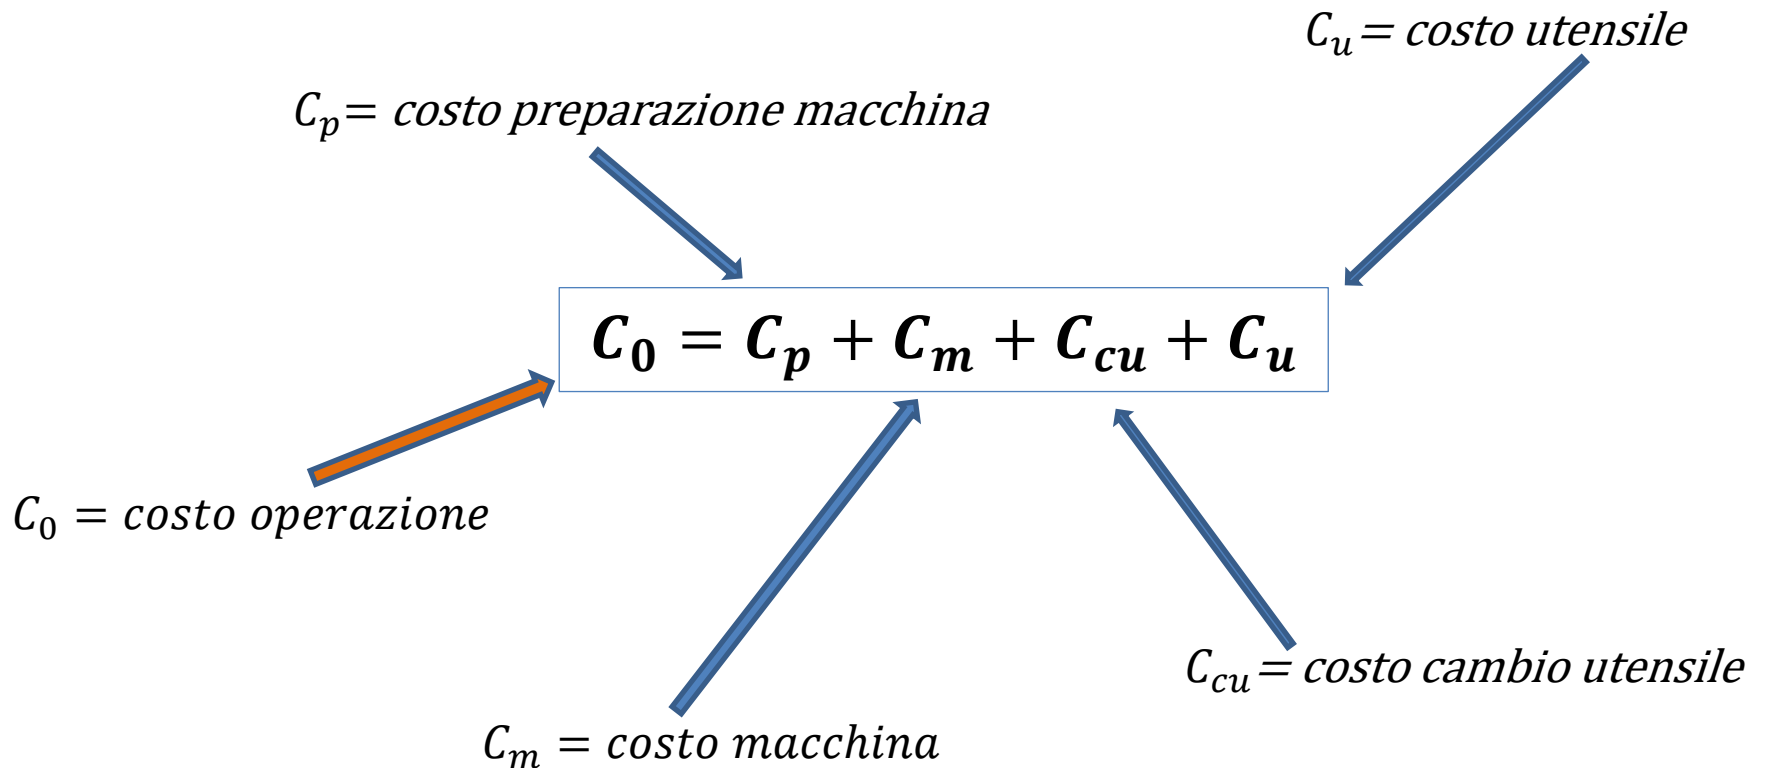 C_u = costo utensile
C_p = costo preparazione macchina
C_0 = C_p + C_m + C_cu + C_u
C_0 = costo operazione
C_cu = costo cambio utensile
C_m = costo macchina